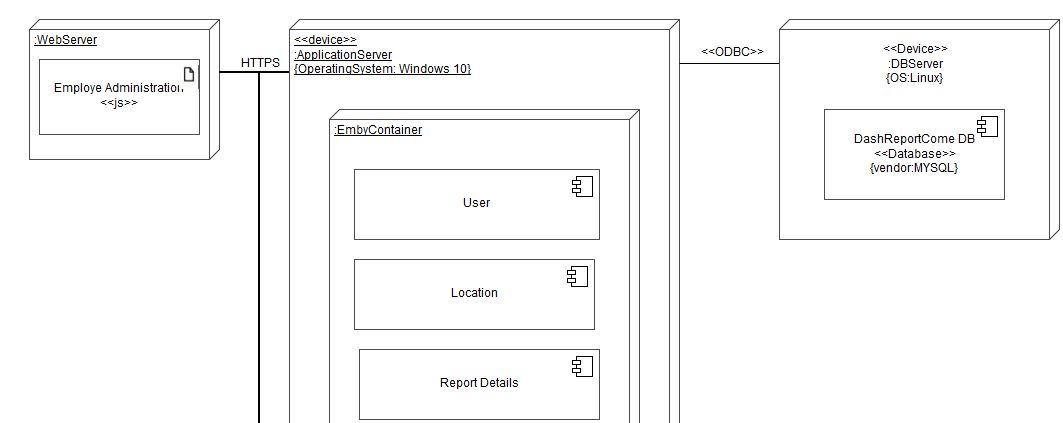 :WebServer
Employe Administration
<<js>>
HTTPS
<<device>>
:ApplicationServer
{OperatingSystem: Windows 10}
:EmbyContainer
User
Location
Report Details
<<ODBC>>
<<Device>>
:DBServer
{OS:Linux}
DashReportCome DB
<<Database>>
{vendor:MYSQL}